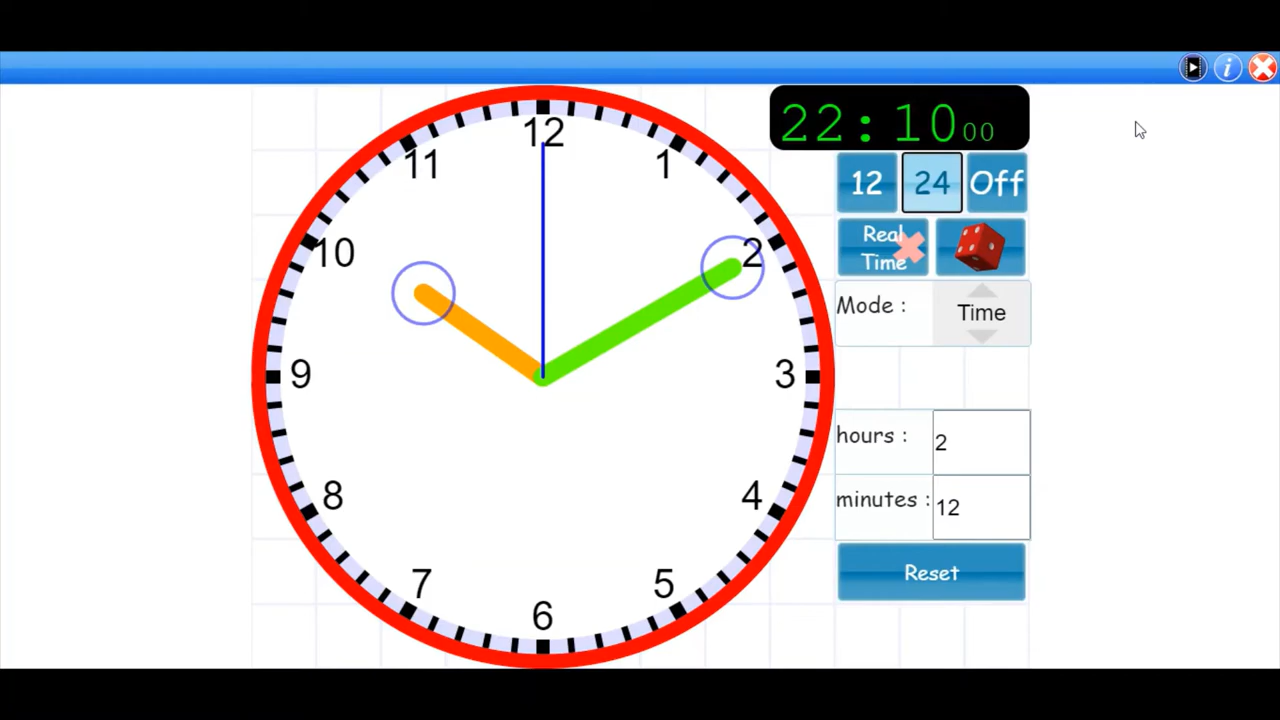 22:10 00
12 24 Off
Real
Time
Mode :
Time
hours :
2
minutes :
12
Reset
12
1
2
3
4
5
6
7
8
9
10
11
i